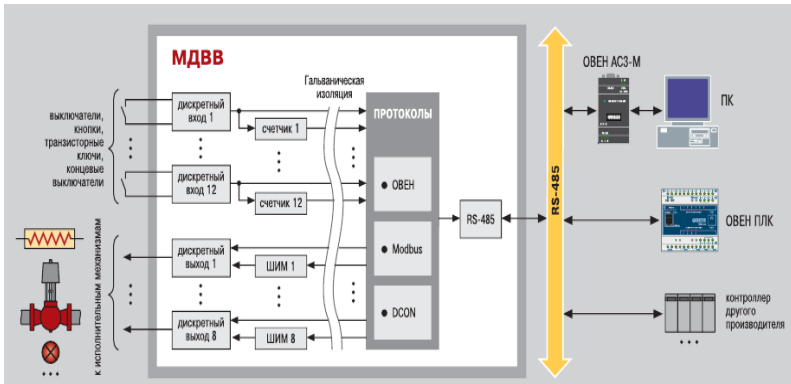 МДВВ
Гальваническая
изоляция
выключатели,
кнопки,
транзисторные
ключи,
концевые
выключатели
дискретный
вход 1
счетчик 1
дискретный
вход 12
счетчик 12
ПРОТОКОЛЫ
ОВЕН
Modbus
DCON
RS-485
RS-485
ОВЕН АС3-М
ПК
ОВЕН ПЛК
контроллер
другого
производителя
к исполнительным механизмам
дискретный
выход 1
ШИМ 1
дискретный
выход 8
ШИМ 8